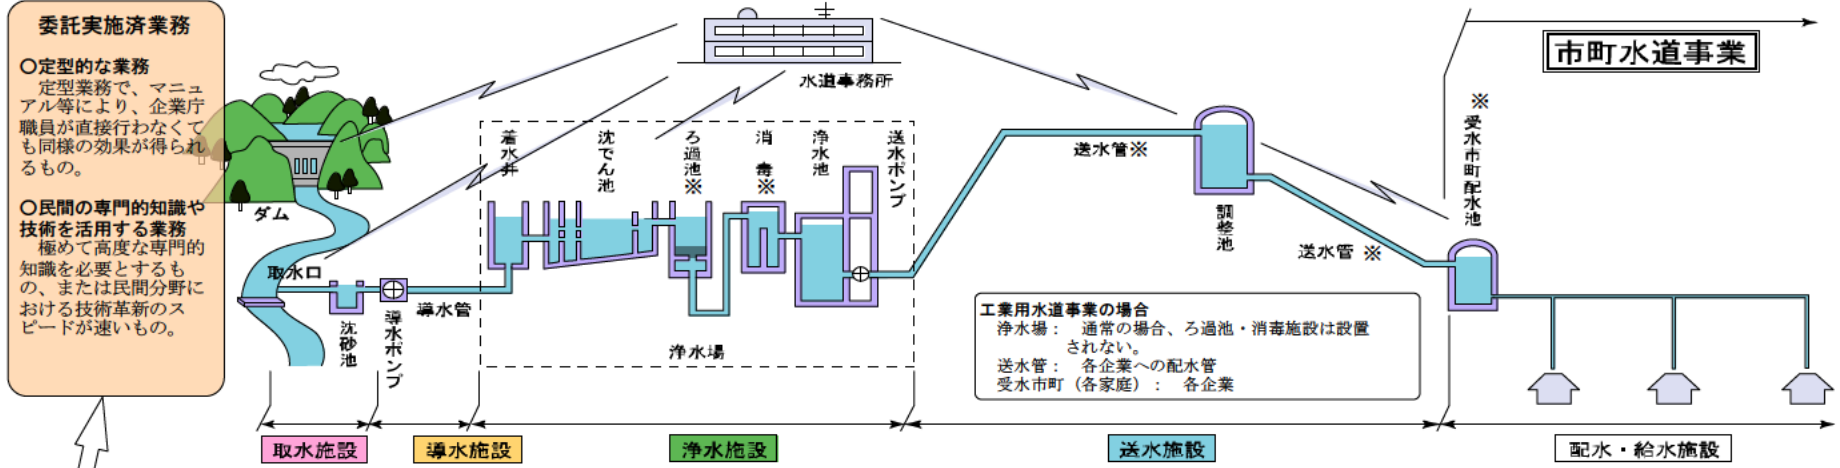 委託実施済業務
〇定型的な業務
定型業務で、マニュ
アル等により、企業庁
職員が直接行わなくて
も同様の効果が得られ
るもの。
〇民間の専門的知識や
技術を活用する業務
極めて高度な専門的
知識を必要とするも
の、または民間分野に
おける技術革新のス
ピードが速いもの。
ダム
取水口
沈砂池
導水ポンプ
導水管
水道事務所
着水井
沈でん池
ろ過池※
消毒※
浄水池
送水ポンプ
浄水場
送水管※
調整池
送水管 ※
※受水市町配水池
市町水道事業
工業用水道事業の場合
浄水場： 通常の場合、ろ過池・消毒施設は設置
されない。
送水管： 各企業への配水管
受水市町（各家庭）： 各企業
取水施設
導水施設
浄水施設
送水施設
配水・給水施設